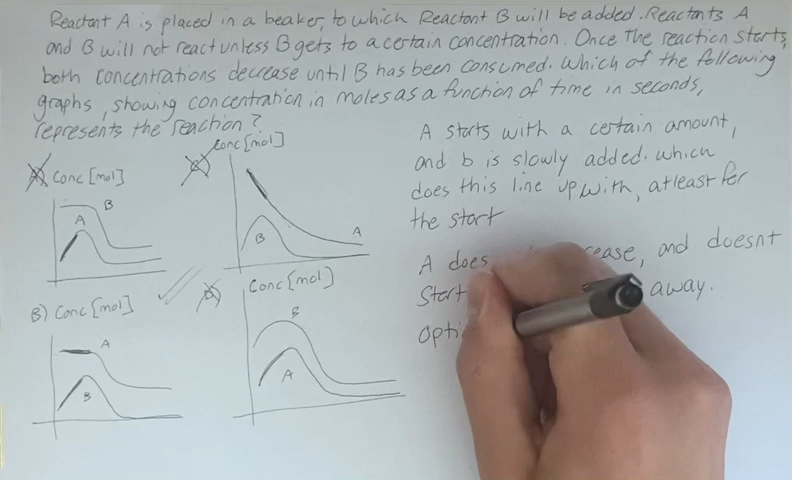 Reactant A is placed in a beaker, to which Reactant B will be added. Reactants A
and B will not react unless B gets to a certain concentration. Once the reaction starts,
both concentrations decrease until B has been consumed. Which of the following
graphs, showing concentration in moles as a function of time in seconds,
represents the reaction?
A) Conc [mol]
B
A
C) Conc [mol]
A
B
B) Conc [mol]
A
B
D) Conc [mol]
B
A
A starts with a certain amount,
and b is slowly added. which
does this line up with, atleast for
the start
A does and doesnt
Start away.